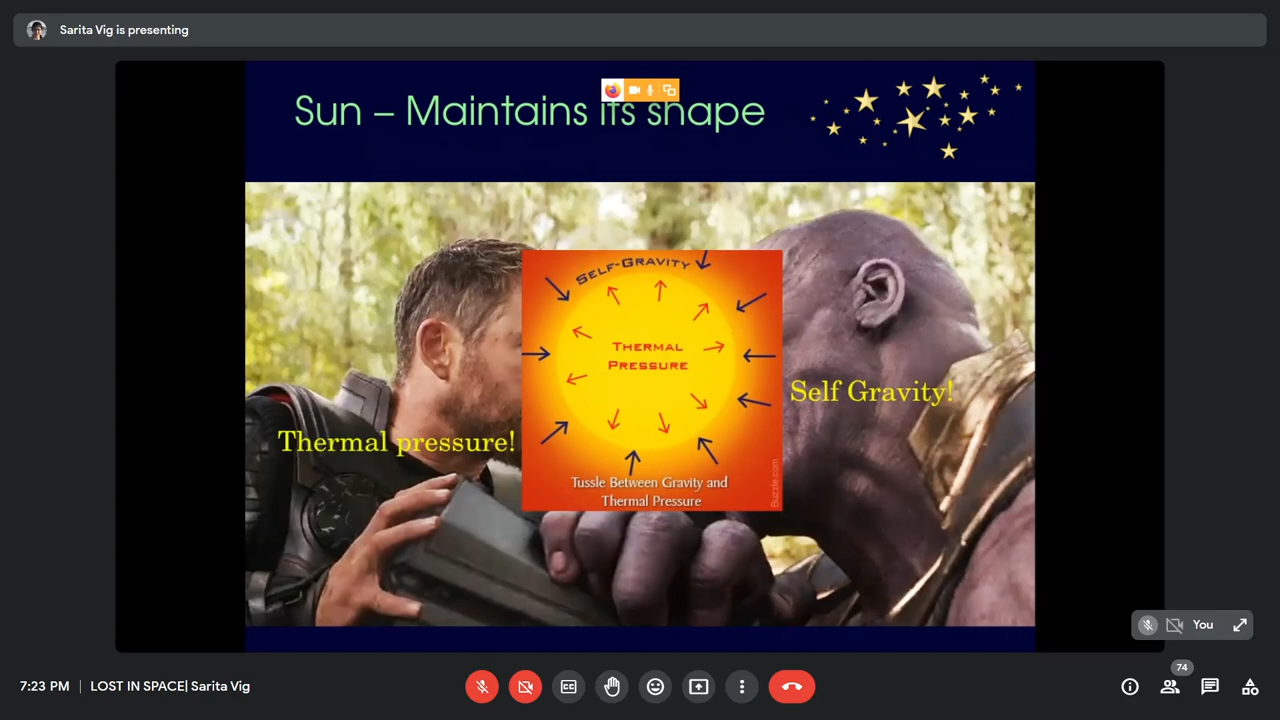 Sarita Vig is presenting
Sun – Maintains its shape
SELF-GRAVITY
THERMAL
PRESSURE
Self Gravity!
Thermal pressure!
Tussle Between Gravity and
Thermal Pressure
Buzzle.com
You
74
7:23 PM | LOST IN SPACE| Sarita Vig
CC